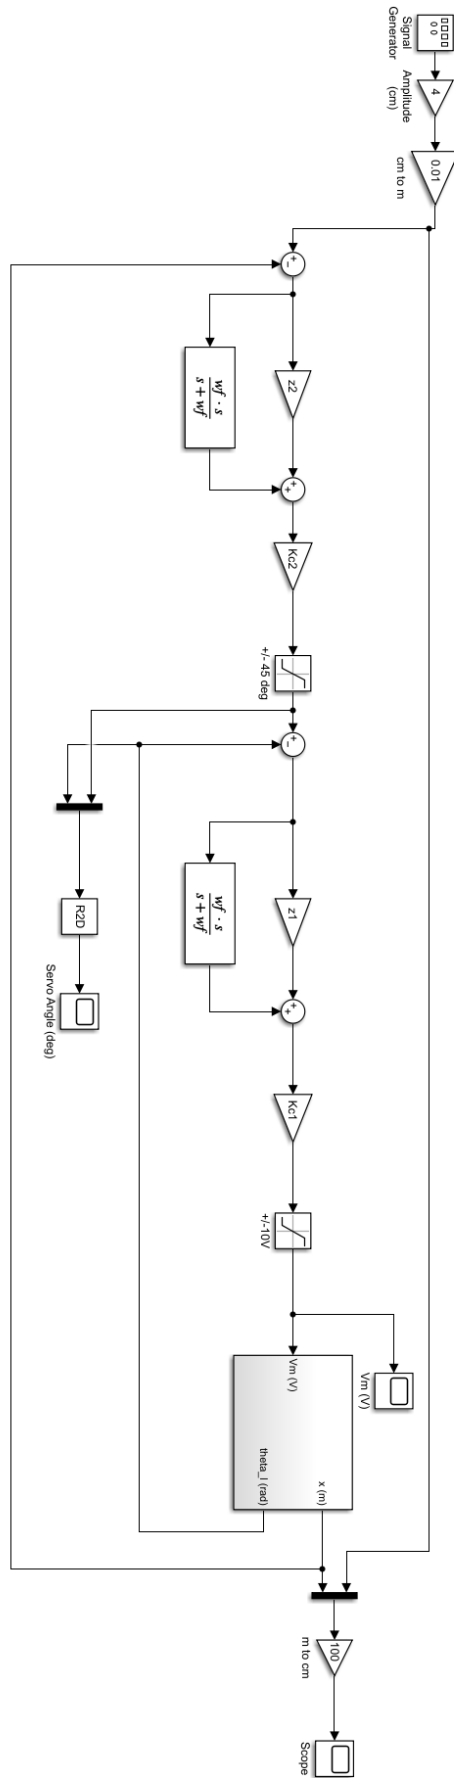 Signal
Generator
4
Amplitude
(cm)
0.01
cm to m
+
−
z2
wf · s
s + wf
+
+
Kc2
+/- 45 deg
+
−
z1
wf · s
s + wf
+
+
Kc1
+/-10V
Vm (V)
Vm (V)
x (m)
theta_l (rad)
R2D
Servo Angle (deg)
100
m to cm
Scope